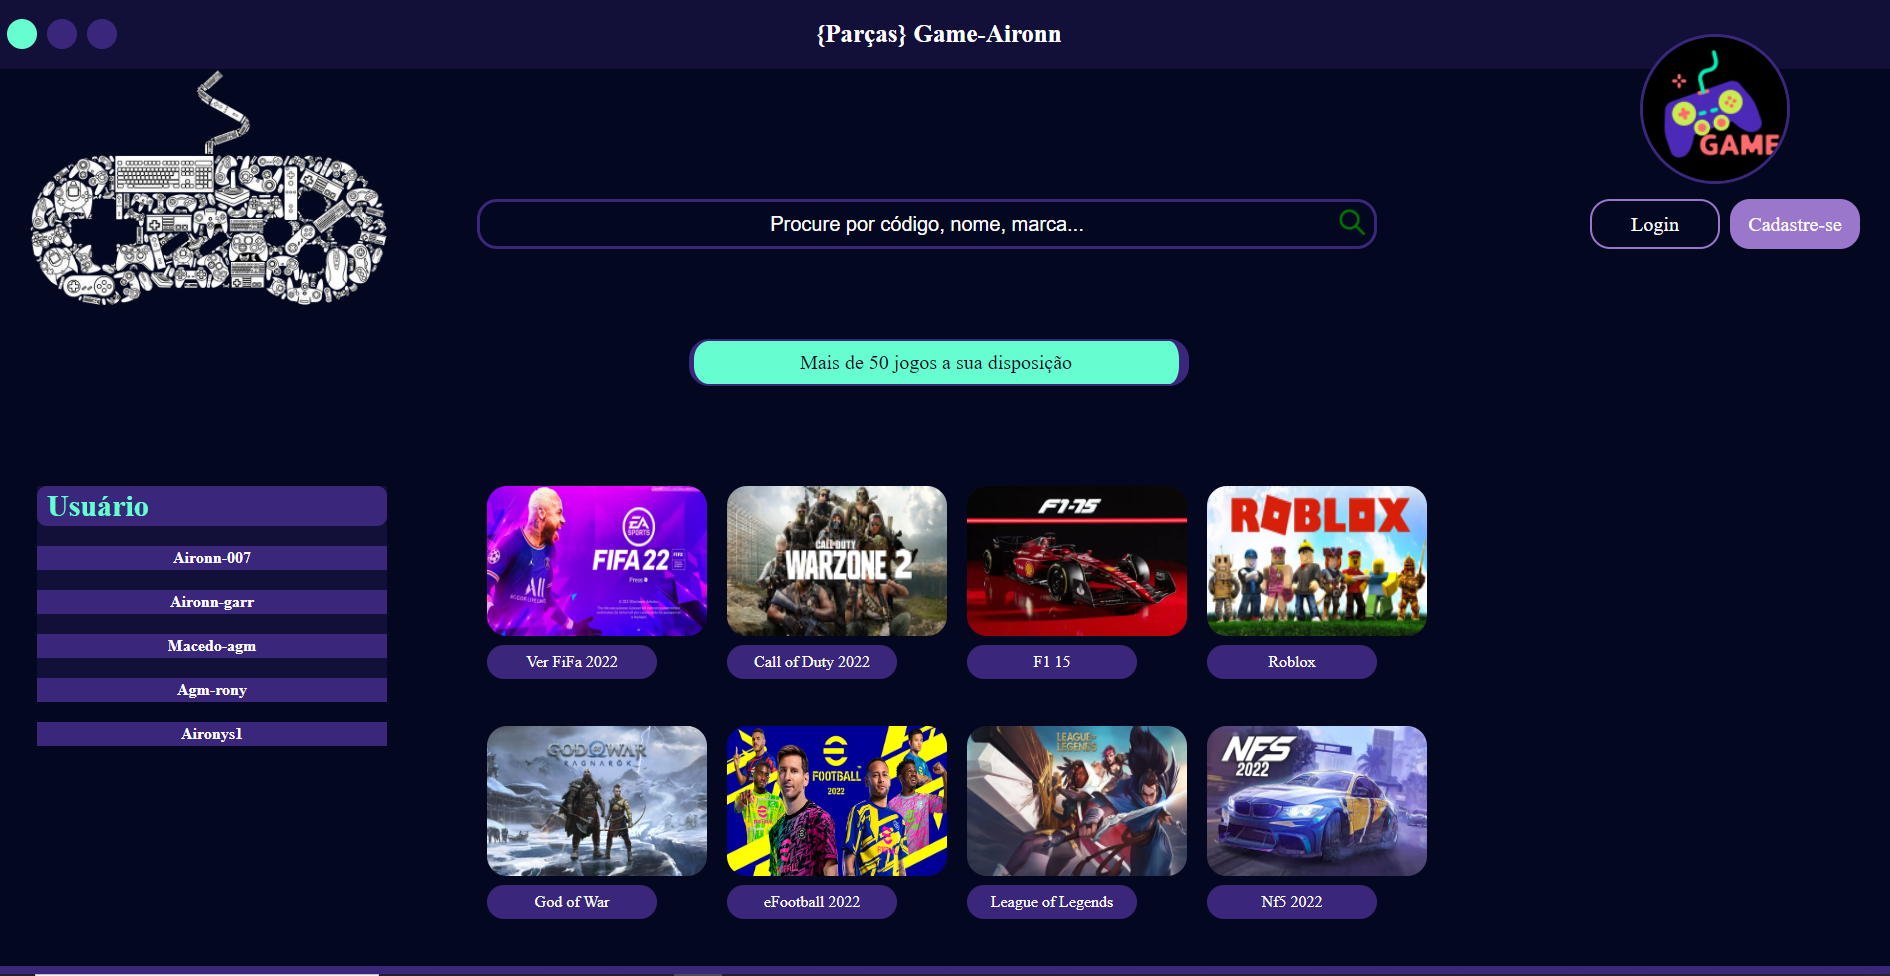 {Parças} Game-Aironn
GAME
Procure por código, nome, marca...
Login
Cadastre-se
Mais de 50 jogos a sua disposição
Usuário
Aironn-007
Aironn-garr
Macedo-agm
Agm-rony
Aironys1
EA
SPORTS
FIFA 22
Press
CALL OF DUTY
WARZONE 2
F1-75
ROBLOX
Ver FiFa 2022
Call of Duty 2022
F1 15
Roblox
GOD OF WAR
RAGNARÖK
FOOTBALL
2022
LEAGUE OF
LEGENDS
NFS
2022
God of War
eFootball 2022
League of Legends
Nf5 2022